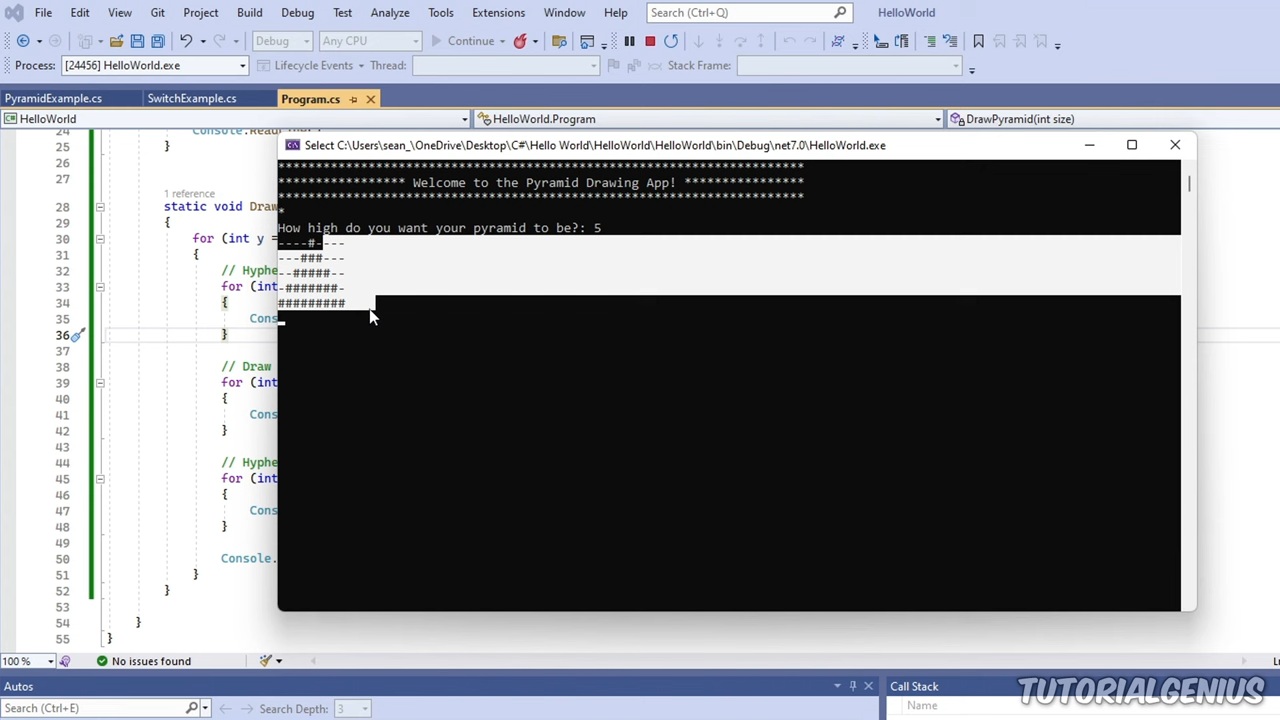 File Edit View Git Project Build Debug Test Analyze Tools Extensions Window Help Search (Ctrl+Q) HelloWorld
Debug Any CPU Continue
Process: [24456] HelloWorld.exe Lifecycle Events Thread: Stack Frame:
PyramidExample.cs SwitchExample.cs Program.cs
HelloWorld HelloWorld.Program DrawPyramid(int size)
Select C:\Users\sean_\OneDrive\Desktop\C#\Hello World\HelloWorld\HelloWorld\bin\Debug\net7.0\HelloWorld.exe
**********************************************************************
***************** Welcome to the Pyramid Drawing App! ****************
**********************************************************************
*
How high do you want your pyramid to be?: 5
----#----
---###---
--#####--
-#######-
#########
24
25 }
26
27
1 reference
28 static void Draw
29 {
30 for (int y =
31 {
32 // Hyphe
33 for (int
34 {
35 Cons
36 }
37
38 // Draw
39 for (int
40 {
41 Cons
42 }
43
44 // Hyphe
45 for (int
46 {
47 Cons
48 }
49
50 Console.
51 }
52 }
53
54 }
55 }
100 % No issues found
Autos Call Stack
Search (Ctrl+E) Search Depth: 3 Name
TUTORIALGENIUS